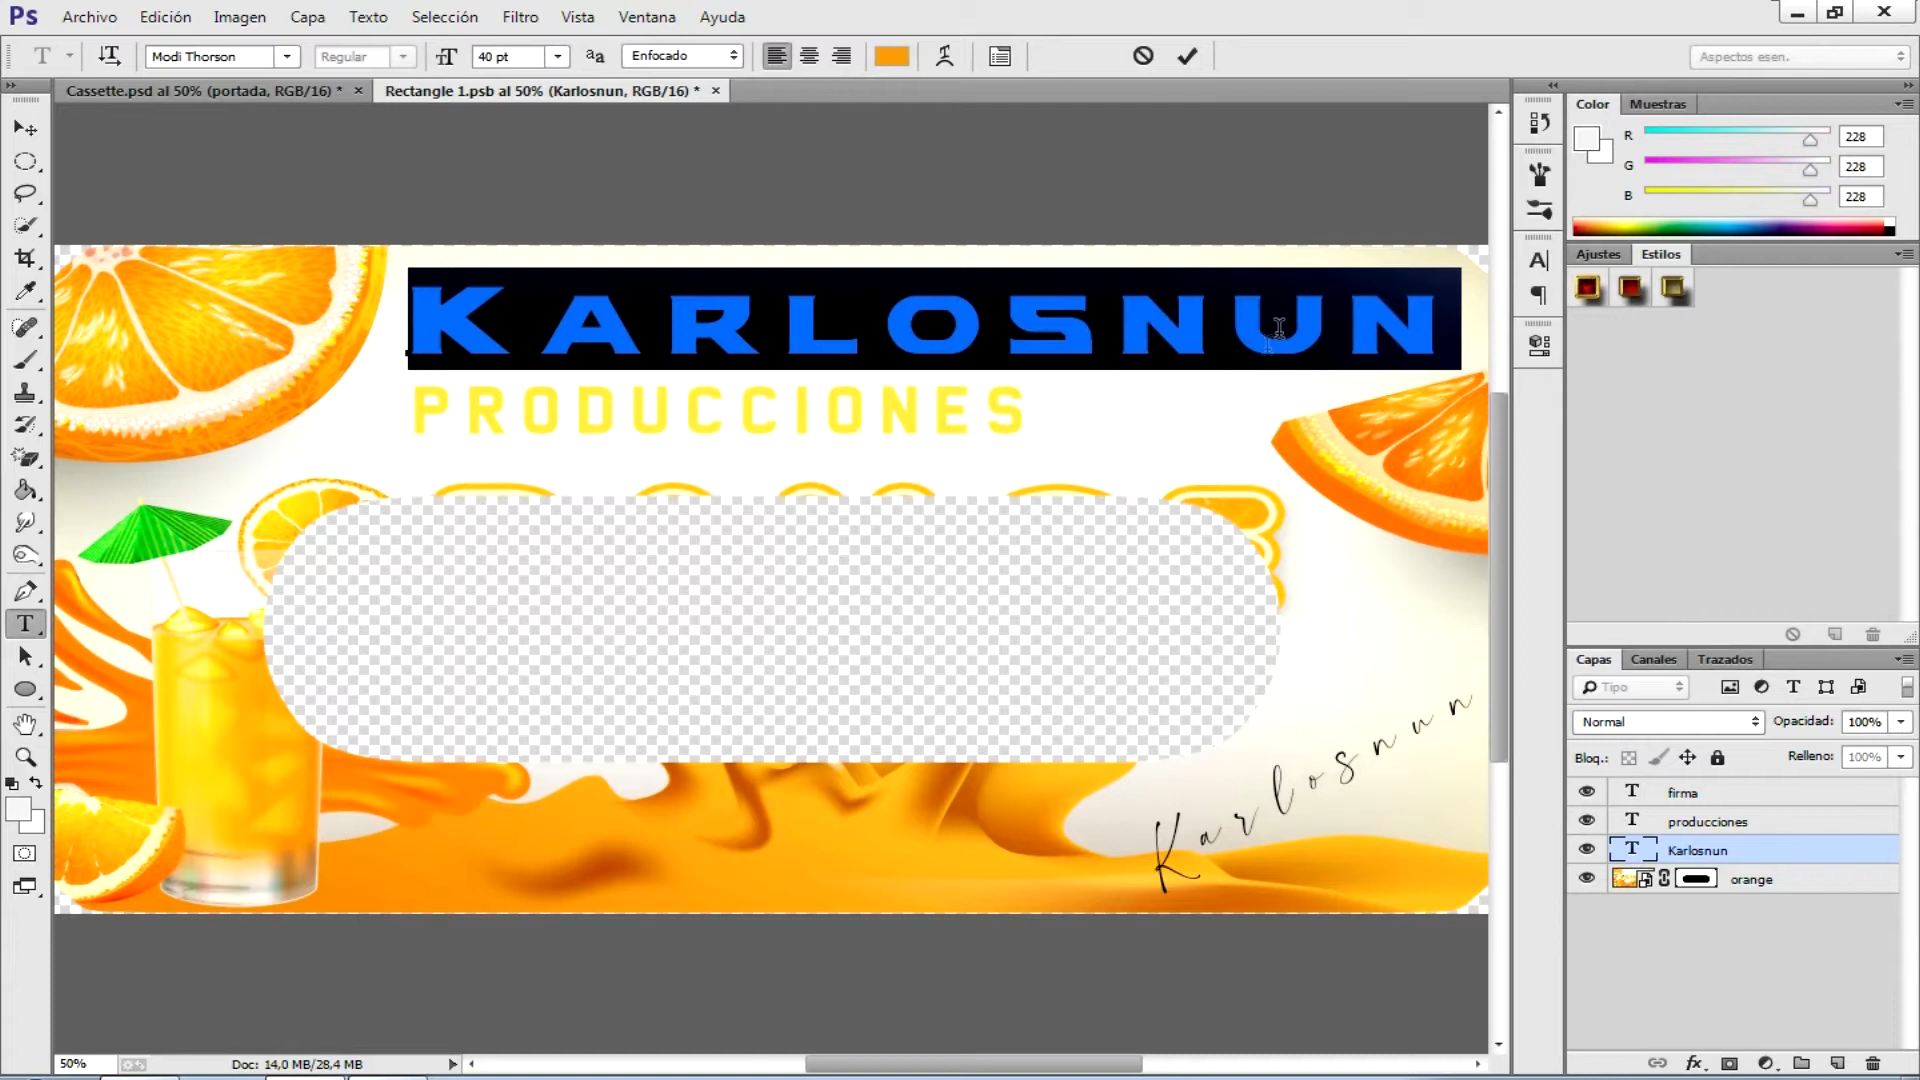 Ps Archivo Edición Imagen Capa Texto Selección Filtro Vista Ventana Ayuda
T Modi Thorson Regular 40 pt aa Enfocado Aspectos esen.
Cassette.psd al 50% (portada, RGB/16) * × Rectangle 1.psb al 50% (Karlosnun, RGB/16) * ×
Color Muestras
R 228
G 228
B 228
Ajustes Estilos
KARLOSNUN
PRODUCCIONES
Karlosnun
Capas Canales Trazados
Tipo
Normal Opacidad: 100%
Bloq.: Relleno: 100%
T firma
T producciones
T Karlosnun
orange
50% Doc: 14,0 MB/28,4 MB
fx